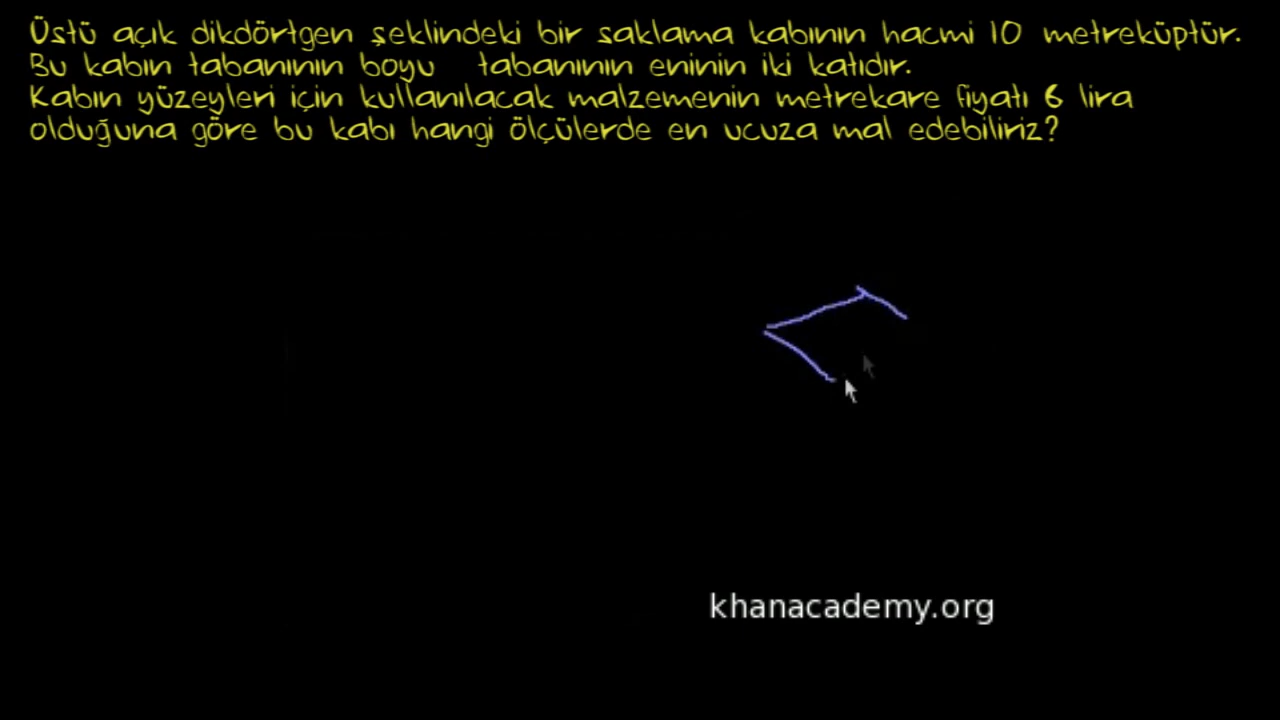 Üstü açık dikdörtgen şeklindeki bir saklama kabının hacmi 10 metreküptür.
Bu kabın tabanının boyu tabanının eninin iki katıdır.
Kabın yüzeyleri için kullanılacak malzemenin metrekare fiyatı 6 lira
olduğuna göre bu kabı hangi ölçülerde en ucuza mal edebiliriz?
khanacademy.org